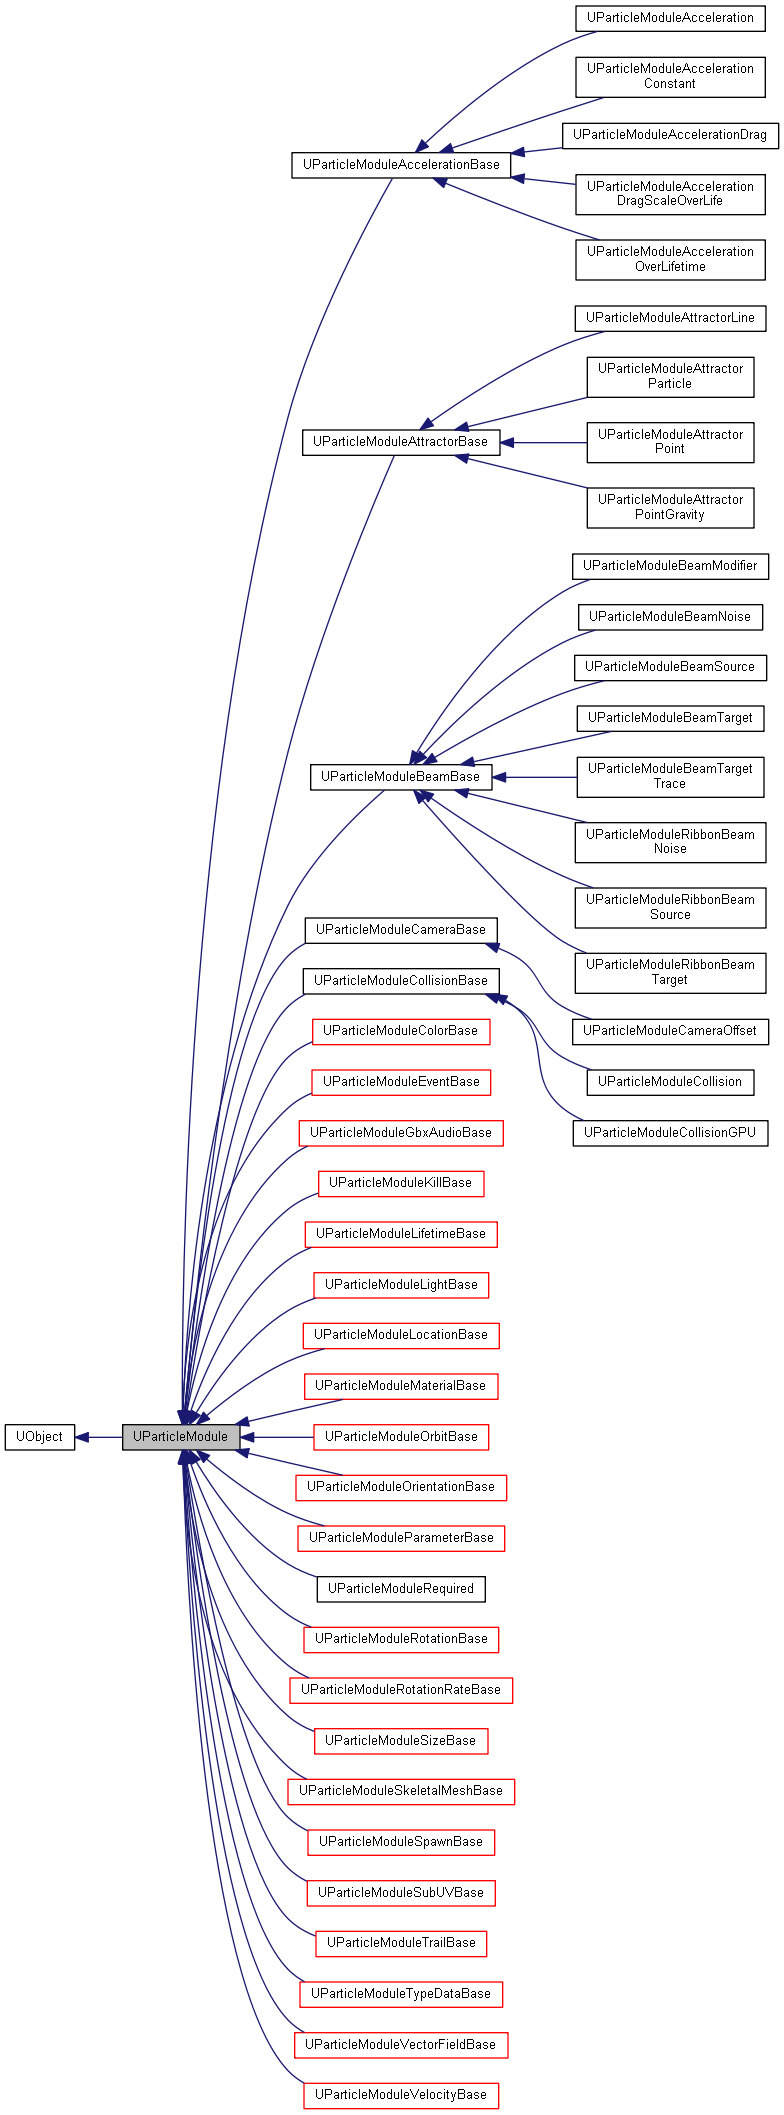 UParticleModuleAcceleration
UParticleModuleAcceleration
Constant
UParticleModuleAccelerationDrag
UParticleModuleAccelerationBase
UParticleModuleAcceleration
DragScaleOverLife
UParticleModuleAcceleration
OverLifetime
UParticleModuleAttractorLine
UParticleModuleAttractor
Particle
UParticleModuleAttractorBase
UParticleModuleAttractor
Point
UParticleModuleAttractor
PointGravity
UParticleModuleBeamModifier
UParticleModuleBeamNoise
UParticleModuleBeamSource
UParticleModuleBeamTarget
UParticleModuleBeamBase
UParticleModuleBeamTarget
Trace
UParticleModuleRibbonBeam
Noise
UParticleModuleRibbonBeam
Source
UParticleModuleCameraBase
UParticleModuleRibbonBeam
Target
UParticleModuleCollisionBase
UParticleModuleColorBase
UParticleModuleCameraOffset
UParticleModuleEventBase
UParticleModuleCollision
UParticleModuleGbxAudioBase
UParticleModuleCollisionGPU
UParticleModuleKillBase
UParticleModuleLifetimeBase
UParticleModuleLightBase
UParticleModuleLocationBase
UParticleModuleMaterialBase
UObject
UParticleModule
UParticleModuleOrbitBase
UParticleModuleOrientationBase
UParticleModuleParameterBase
UParticleModuleRequired
UParticleModuleRotationBase
UParticleModuleRotationRateBase
UParticleModuleSizeBase
UParticleModuleSkeletalMeshBase
UParticleModuleSpawnBase
UParticleModuleSubUVBase
UParticleModuleTrailBase
UParticleModuleTypeDataBase
UParticleModuleVectorFieldBase
UParticleModuleVelocityBase